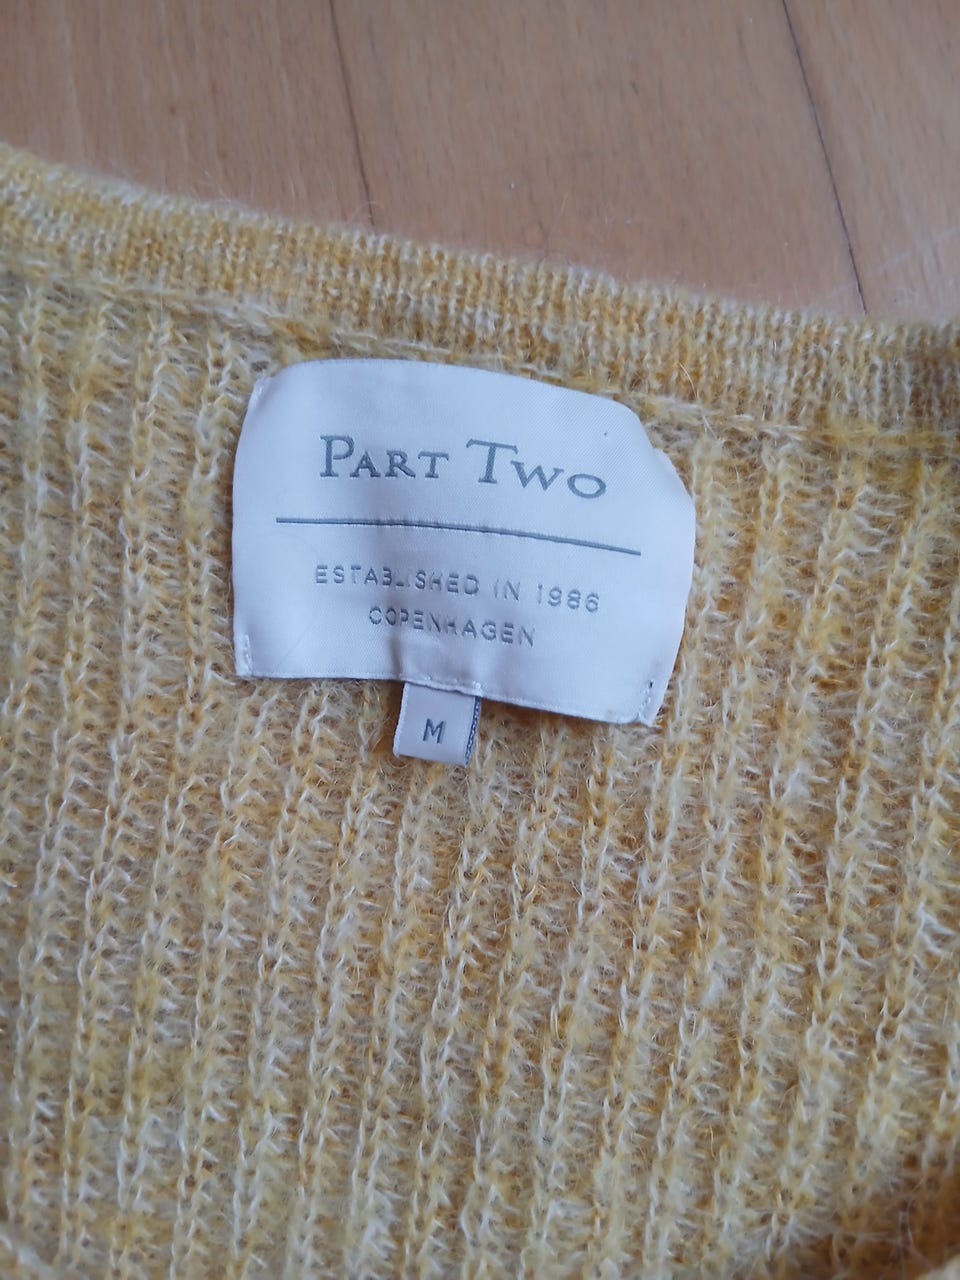 PART TWO
ESTABLISHED IN 1986
COPENHAGEN
M